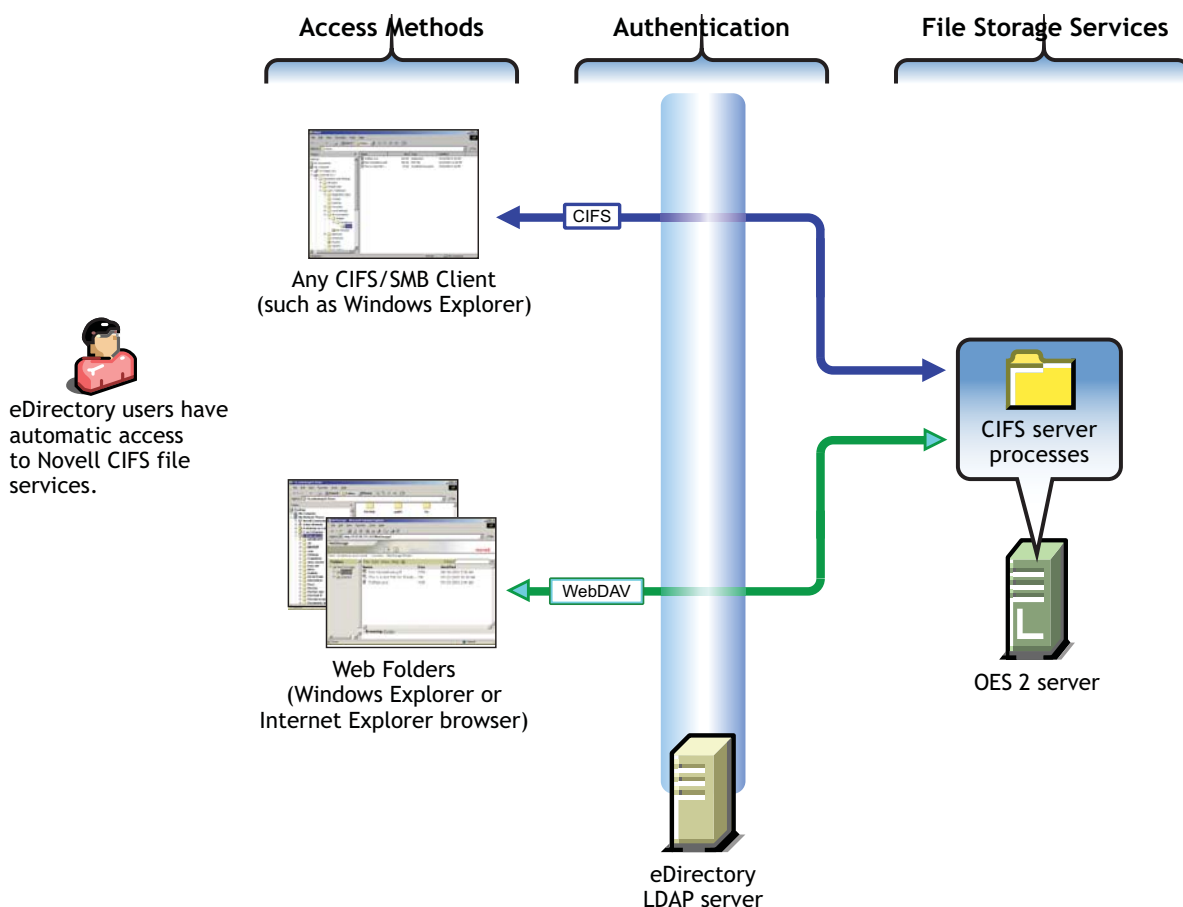 Access Methods
Authentication
File Storage Services
CIFS
Any CIFS/SMB Client
(such as Windows Explorer)
eDirectory users have
automatic access
to Novell CIFS file
services.
CIFS server
processes
WebDAV
Web Folders
(Windows Explorer or
Internet Explorer browser)
OES 2 server
eDirectory
LDAP server